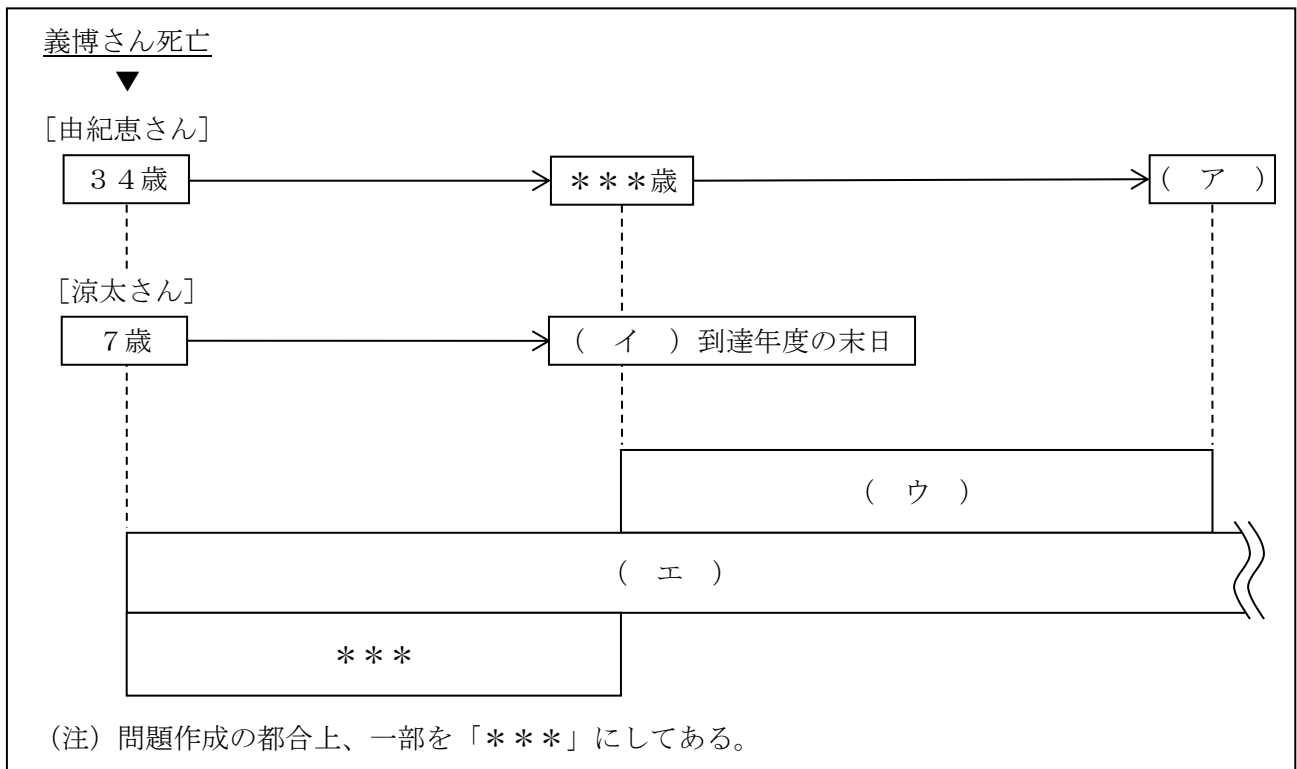 義博さん死亡
▼
[由紀恵さん]
34歳
***歳
( ア )
[涼太さん]
7歳
( イ )到達年度の末日
( ウ )
( エ )
***
(注)問題作成の都合上、一部を「***」にしてある。